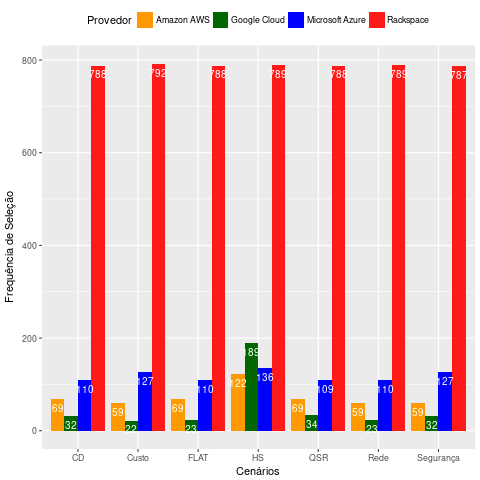 Provedor Amazon AWS Google Cloud Microsoft Azure Rackspace
Frequência de Seleção
800
600
400
200
0
69 32 110 788
59 22 127 792
69 23 110 788
122 189 136 789
69 34 109 788
59 23 110 789
59 32 127 787
CD Custo FLAT HS QSR Rede Segurança
Cenários